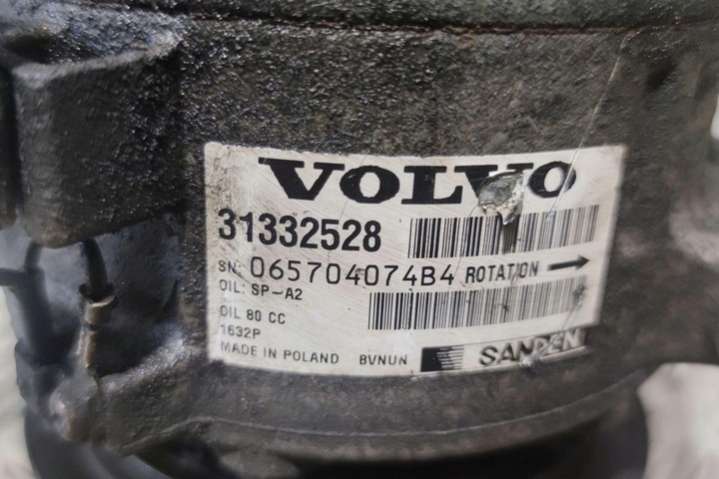 VOLVO
31332528
SN: 065704074B4 ROTATION →
OIL: SP-A2
OIL 80 CC
1632P
MADE IN POLAND BVNUN SANDEN